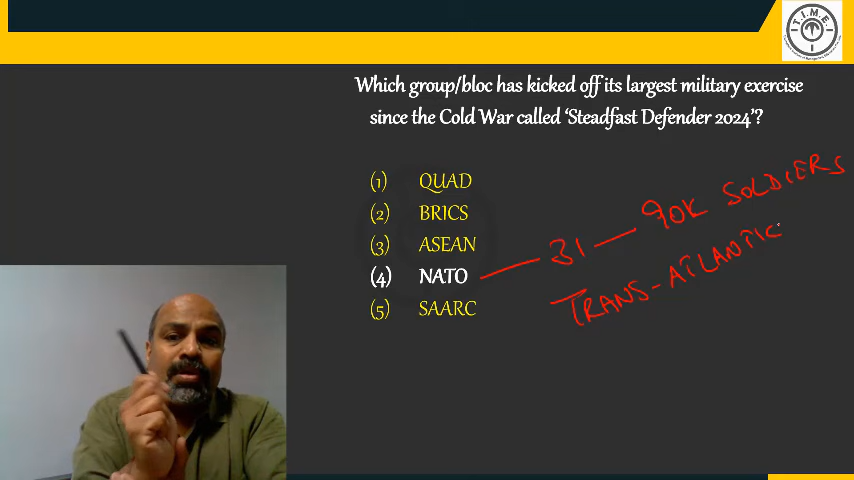 T.I.M.E.
Which group/bloc has kicked off its largest military exercise
since the Cold War called ‘Steadfast Defender 2024’?
(1) QUAD
(2) BRICS
(3) ASEAN
(4) NATO — 31 — 90K SOLDIERS
TRANS-ATLANTIC
(5) SAARC